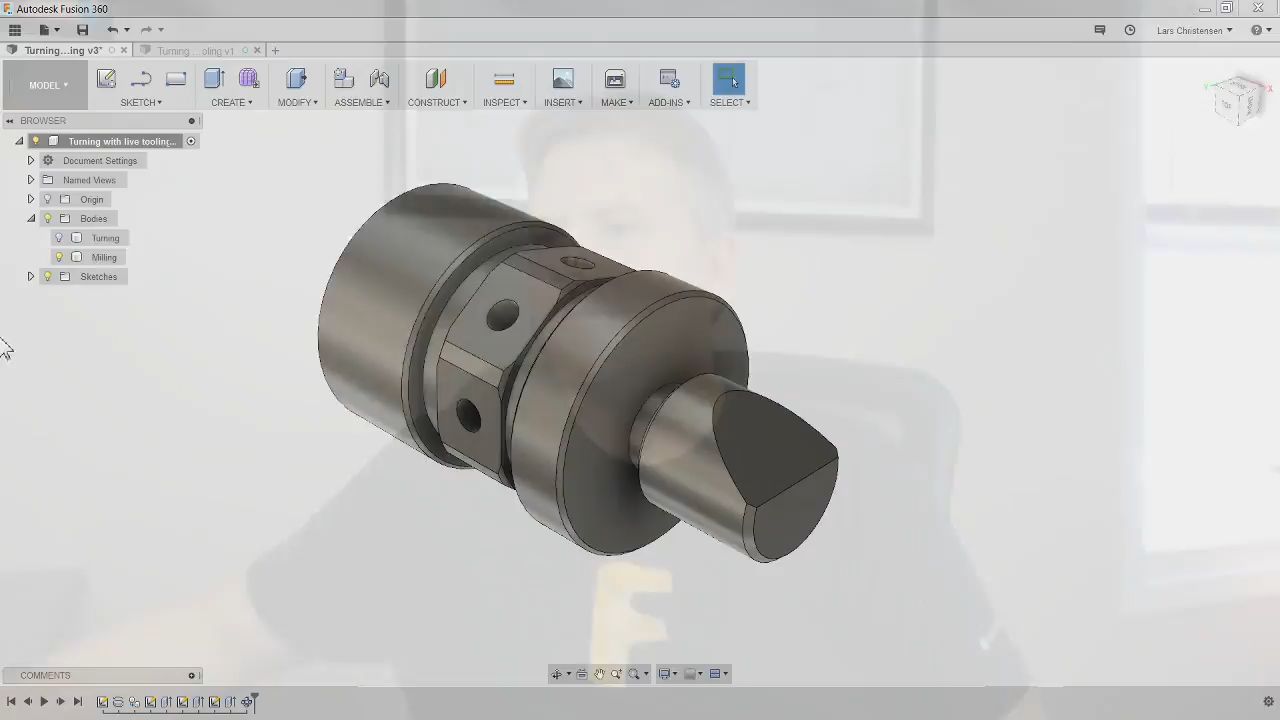 Autodesk Fusion 360
Lars Christensen
Turning...ing v3*
Turning ...oling v1
MODEL
SKETCH
CREATE
MODIFY
ASSEMBLE
CONSTRUCT
INSPECT
INSERT
MAKE
ADD-INS
SELECT
BROWSER
Turning with live tooling...
Document Settings
Named Views
Origin
Bodies
Turning
Milling
Sketches
COMMENTS